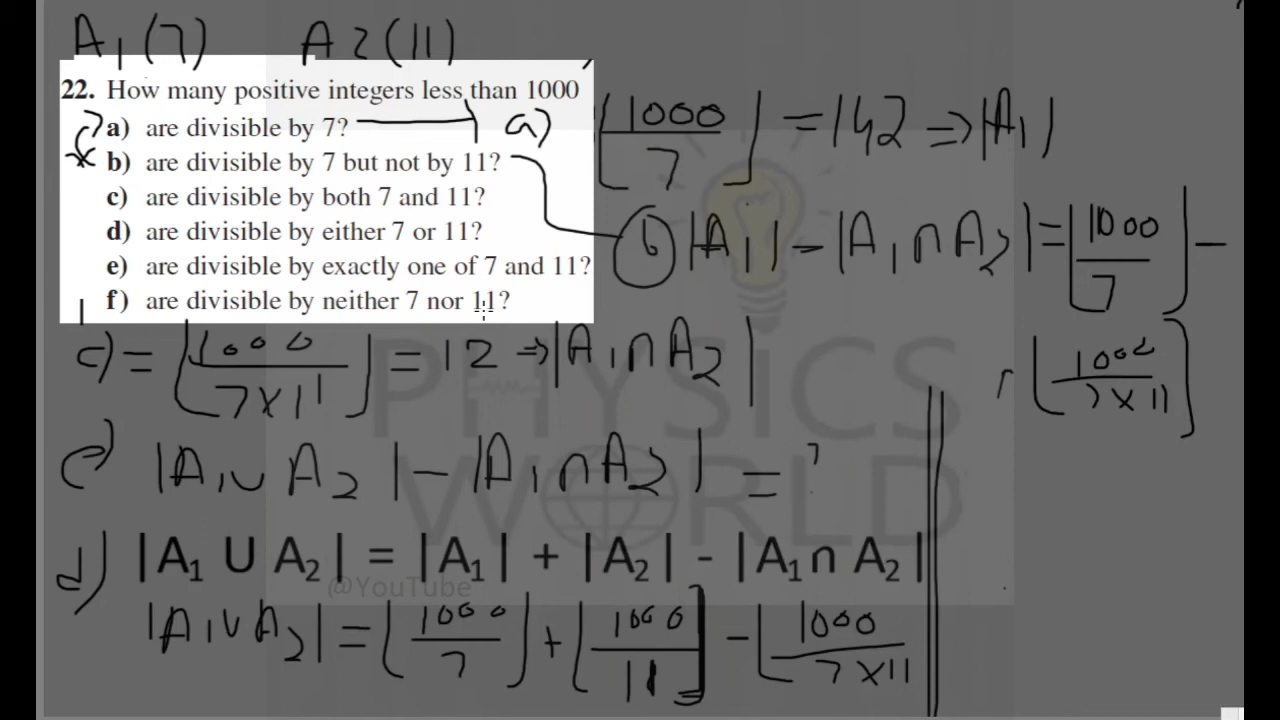 A₁(7) A2(11)
22. How many positive integers less than 1000
a) are divisible by 7?
b) are divisible by 7 but not by 11?
c) are divisible by both 7 and 11?
d) are divisible by either 7 or 11?
e) are divisible by exactly one of 7 and 11?
f) are divisible by neither 7 nor 11?
a) ⌊1000/7⌋ = 142 ⇒ |A₁|
b |A₁| - |A₁∩A₂| = ⌊1000/7⌋ -
⌊1000/7×11⌋
c) = ⌊1000/7×11⌋ = 12 ⇒ |A₁∩A₂|
e) |A₁∪A₂| - |A₁∩A₂| = ?
d) |A₁ U A₂| = |A₁| + |A₂| - |A₁∩ A₂|
|A₁∪A₂| = ⌊1000/7⌋ + ⌊1000/11⌋ - ⌊1000/7×11
PHYSICS
WORLD
@YouTube